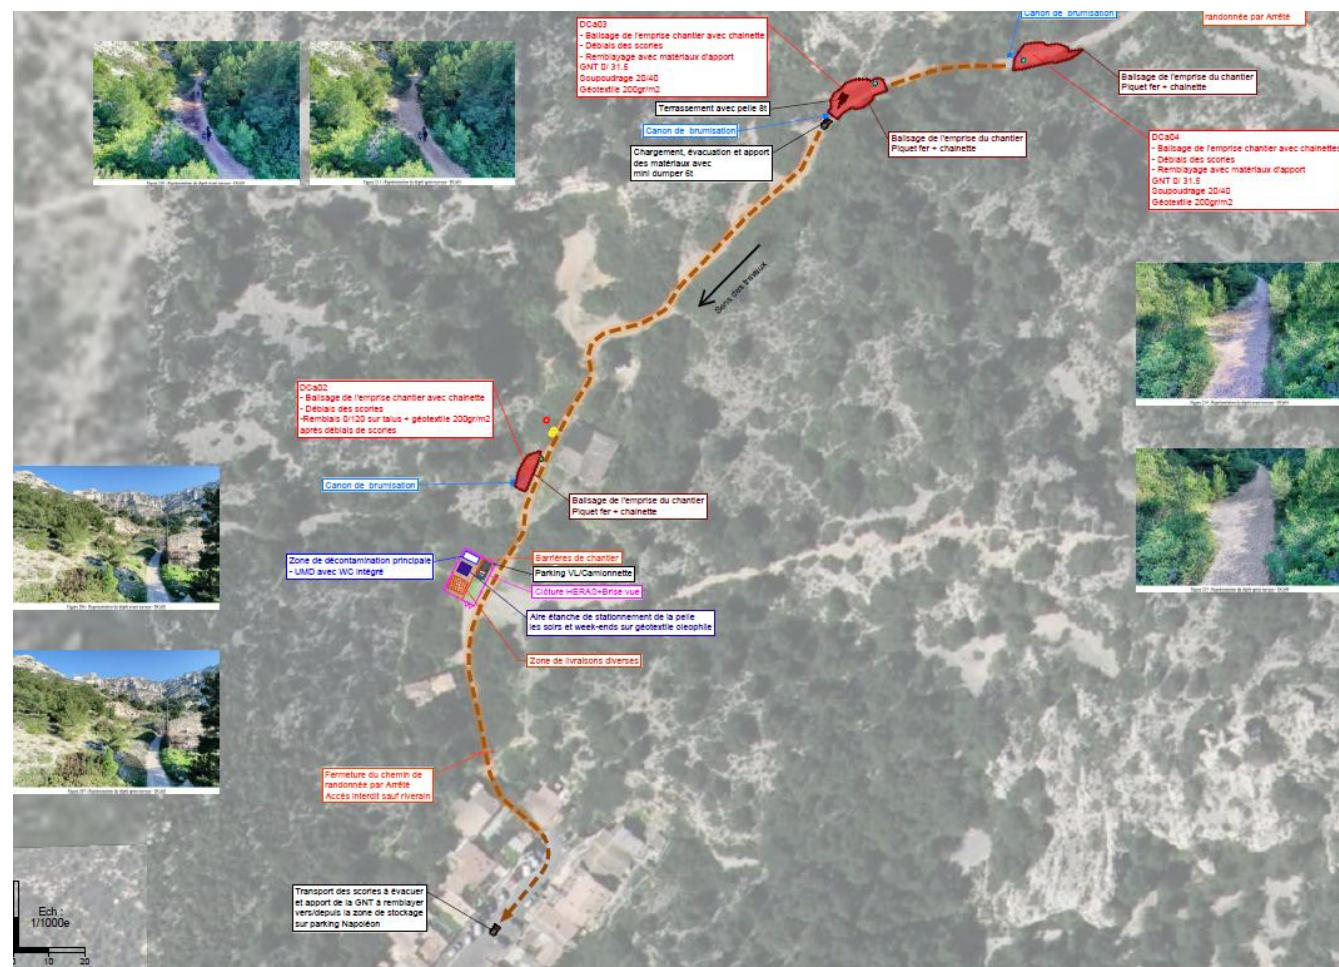 Canon de brumisation
randonnée par Arrêté
DCa03
- Balisage de l'emprise chantier avec chainette
- Déblais des scories
- Remblayage avec matériaux d'apport
GNT 0/ 31.5
Soupoudrage 20/40
Géotextile 200gr/m2
Terrassement avec pelle 8t
Canon de brumisation
Chargement, évacuation et apport
des matériaux avec
mini dumper 6t
Balisage de l'emprise du chantier
Piquet fer + chainette
Balisage de l'emprise du chantier
Piquet fer + chainette
DCa04
- Balisage de l'emprise chantier avec chainettes
- Déblais des scories
- Remblayage avec matériaux d'apport
GNT 0/ 31.5
Soupoudrage 20/40
Géotextile 200gr/m2
Sens des travaux
DCa02
- Balisage de l'emprise chantier avec chainette
- Déblais des scories
-Remblais 0/120 sur talus + géotextile 200gr/m2
après déblais de scories
Canon de brumisation
Balisage de l'emprise du chantier
Piquet fer + chainette
Zone de décontamination principale
- UMD avec WC intégré
Barrières de chantier
Parking VL/Camionnette
Clôture HERAS+Brise vue
Aire étanche de stationnement de la pelle
les soirs et week-ends sur géotextile oleophile
Zone de livraisons diverses
Fermeture du chemin de
randonnée par Arrêté
Accès interdit sauf riverain
Transport des scories à évacuer
et apport de la GNT à remblayer
vers/depuis la zone de stockage
sur parking Napoléon
Ech :
1/1000e
0 10 20